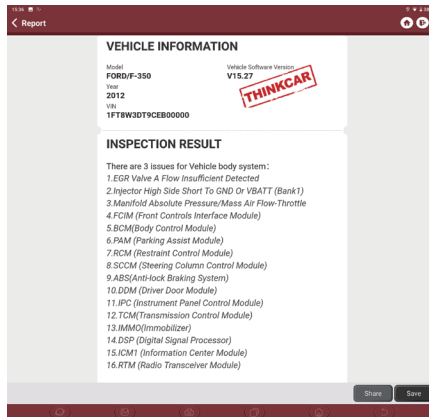 15:36
Report
VEHICLE INFORMATION
Model
FORD/F-350
Vehicle Software Version
V15.27
Year
2012
VIN
1FT8W3DT9CEB00000
THINKCAR
INSPECTION RESULT
There are 3 issues for Vehicle body system:
1.EGR Valve A Flow Insufficient Detected
2.Injector High Side Short To GND Or VBATT (Bank1)
3.Manifold Absolute Pressure/Mass Air Flow-Throttle
4.FCIM (Front Controls Interface Module)
5.BCM(Body Control Module)
6.PAM (Parking Assist Module)
7.RCM (Restraint Control Module)
8.SCCM (Steering Column Control Module)
9.ABS(Anti-lock Braking System)
10.DDM (Driver Door Module)
11.IPC (Instrument Panel Control Module)
12.TCM(Transmission Control Module)
13.IMMO(Immobilizer)
14.DSP (Digital Signal Processor)
15.ICM1 (Information Center Module)
16.RTM (Radio Transceiver Module)
Share
Save